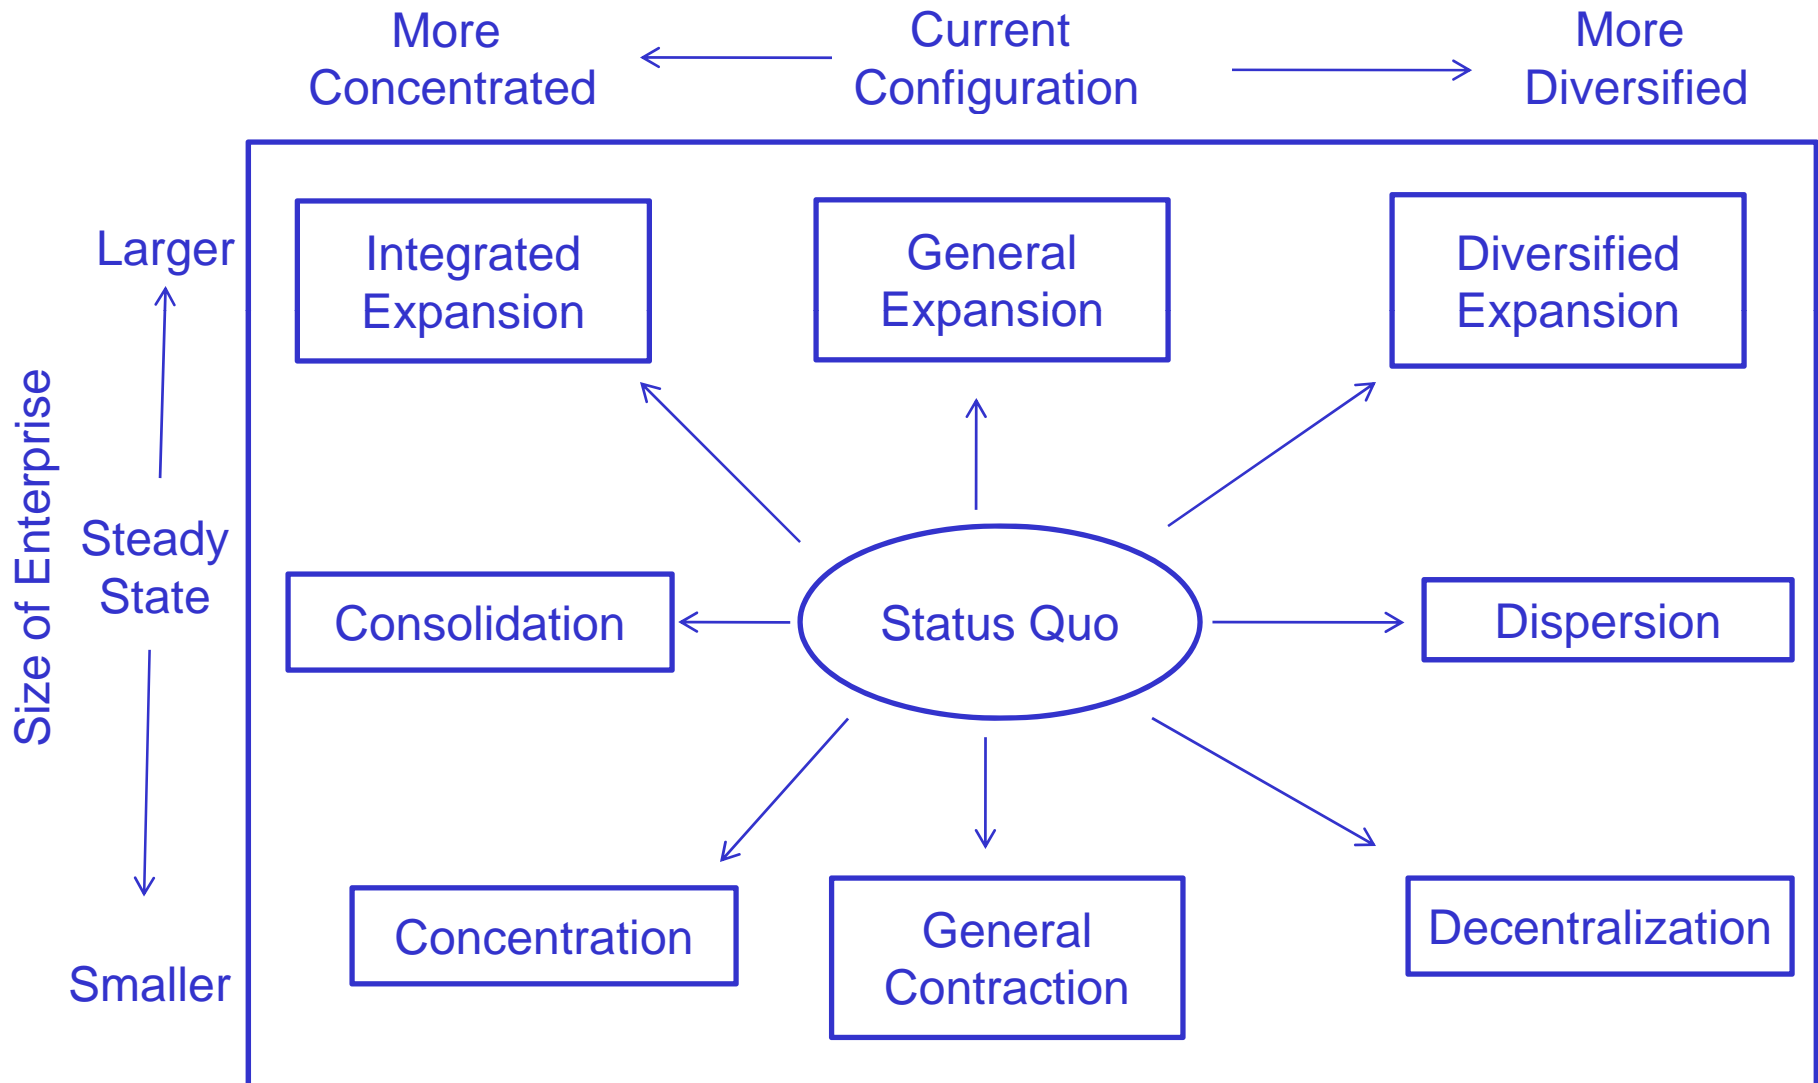 More
Concentrated
Current
Configuration
More
Diversified
Size of Enterprise
Larger
Integrated
Expansion
General
Expansion
Diversified
Expansion
Steady
State
Consolidation
Status Quo
Dispersion
Smaller
Concentration
General
Contraction
Decentralization